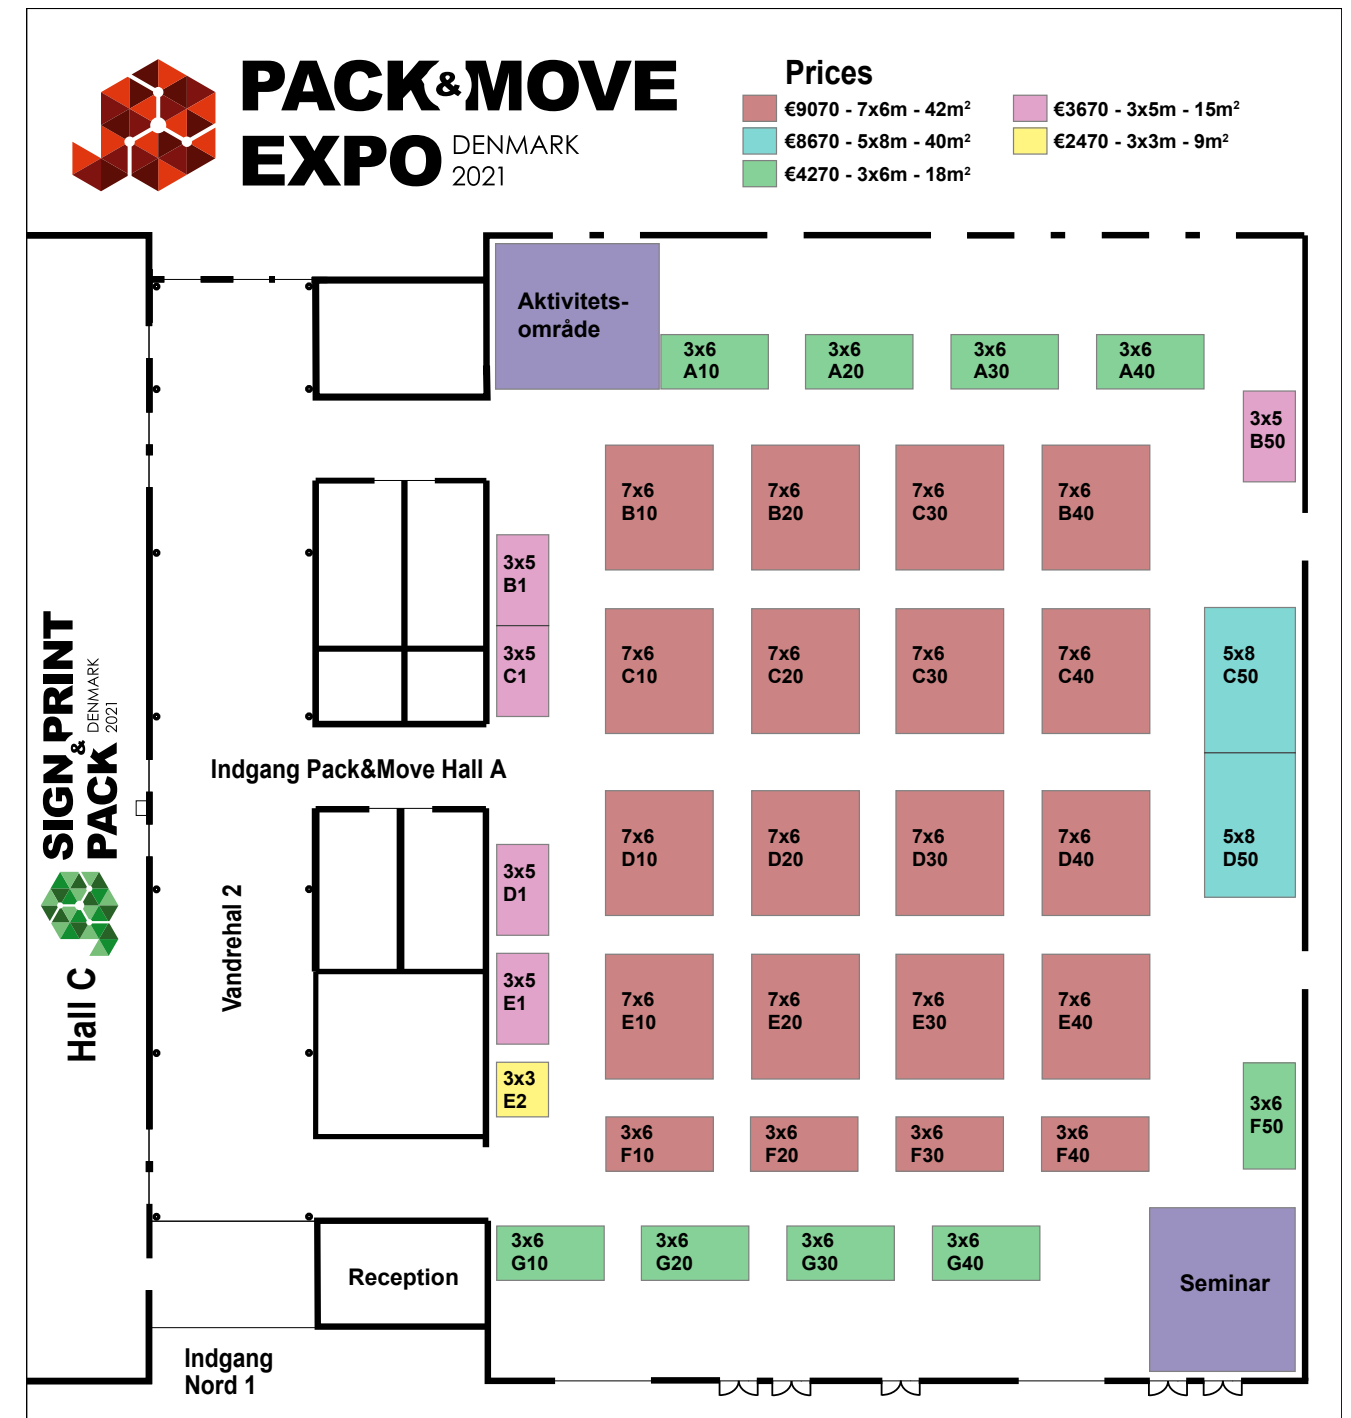 PACK&MOVE
EXPO DENMARK
2021
Prices
€9070 - 7x6m - 42m²
€8670 - 5x8m - 40m²
€4270 - 3x6m - 18m²
€3670 - 3x5m - 15m²
€2470 - 3x3m - 9m²
Aktivitets-
område
3x6
A10
3x6
A20
3x6
A30
3x6
A40
3x5
B50
7x6
B10
7x6
B20
7x6
C30
7x6
B40
3x5
B1
3x5
C1
7x6
C10
7x6
C20
7x6
C30
7x6
C40
5x8
C50
Indgang Pack&Move Hall A
7x6
D10
7x6
D20
7x6
D30
7x6
D40
5x8
D50
3x5
D1
3x5
E1
7x6
E10
7x6
E20
7x6
E30
7x6
E40
3x3
E2
3x6
F10
3x6
F20
3x6
F30
3x6
F40
3x6
F50
3x6
G10
3x6
G20
3x6
G30
3x6
G40
Seminar
Reception
Indgang
Nord 1
Vandrehal 2
SIGN PRINT
&
PACK DENMARK
2021
Hall C